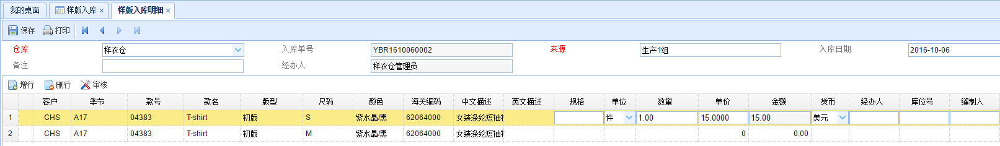 我的桌面 样版入库 × 样版入库明细 ×
保存 打印
仓库 样衣仓 入库单号 YBR1610060002 来源 生产1组 入库日期 2016-10-06
备注 经办人 样衣仓管理员
增行 删行 审核
客户 季节 款号 款名 版型 尺码 颜色 海关编码 中文描述 英文描述 规格 单位 数量 单价 金额 货币 经办人 库位号 缝制人
1 CHS A17 04383 T-shirt 初版 S 紫水晶/黑 62064000 女装涤纶短袖 件 1.00 15.0000 15.00 美元
2 CHS A17 04383 T-shirt 初版 M 紫水晶/黑 62064000 女装涤纶短袖 0 0.00